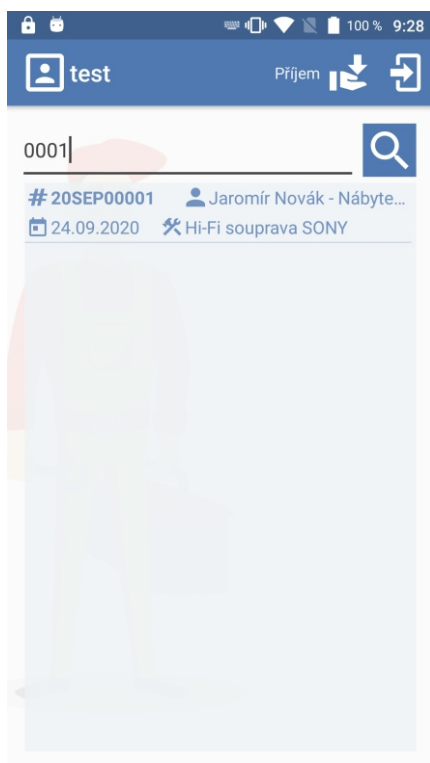 100 % 9:28
test Příjem
0001
# 20SEP00001 Jaromír Novák - Nábyte...
24.09.2020 Hi-Fi souprava SONY